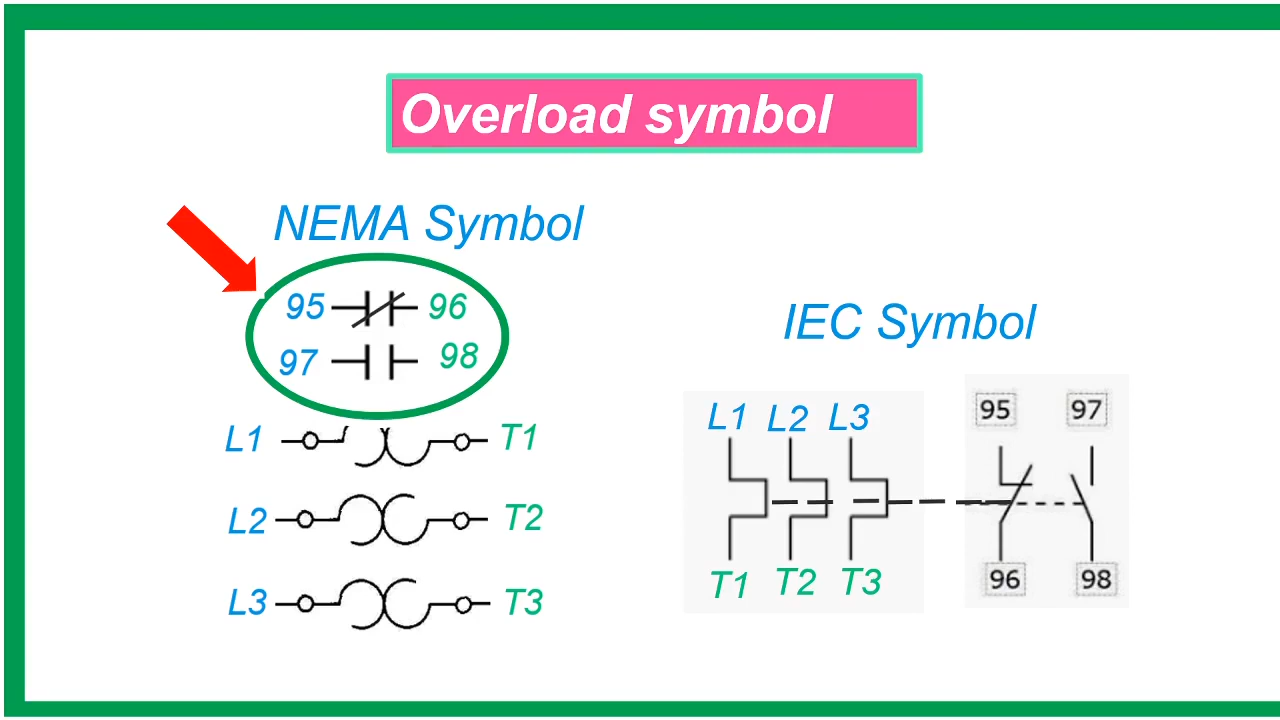 Overload symbol
NEMA Symbol
95 96
97 98
L1 T1
L2 T2
L3 T3
IEC Symbol
L1 L2 L3
T1 T2 T3
95 97
96 98